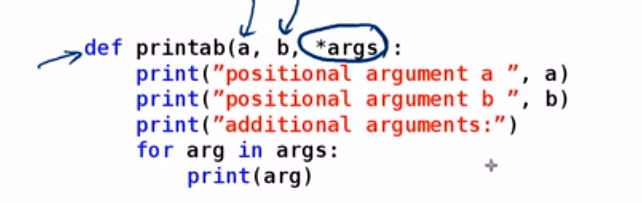 def printab(a, b, *args):
    print("positional argument a ", a)
    print("positional argument b ", b)
    print("additional arguments:")
    for arg in args:
        print(arg)